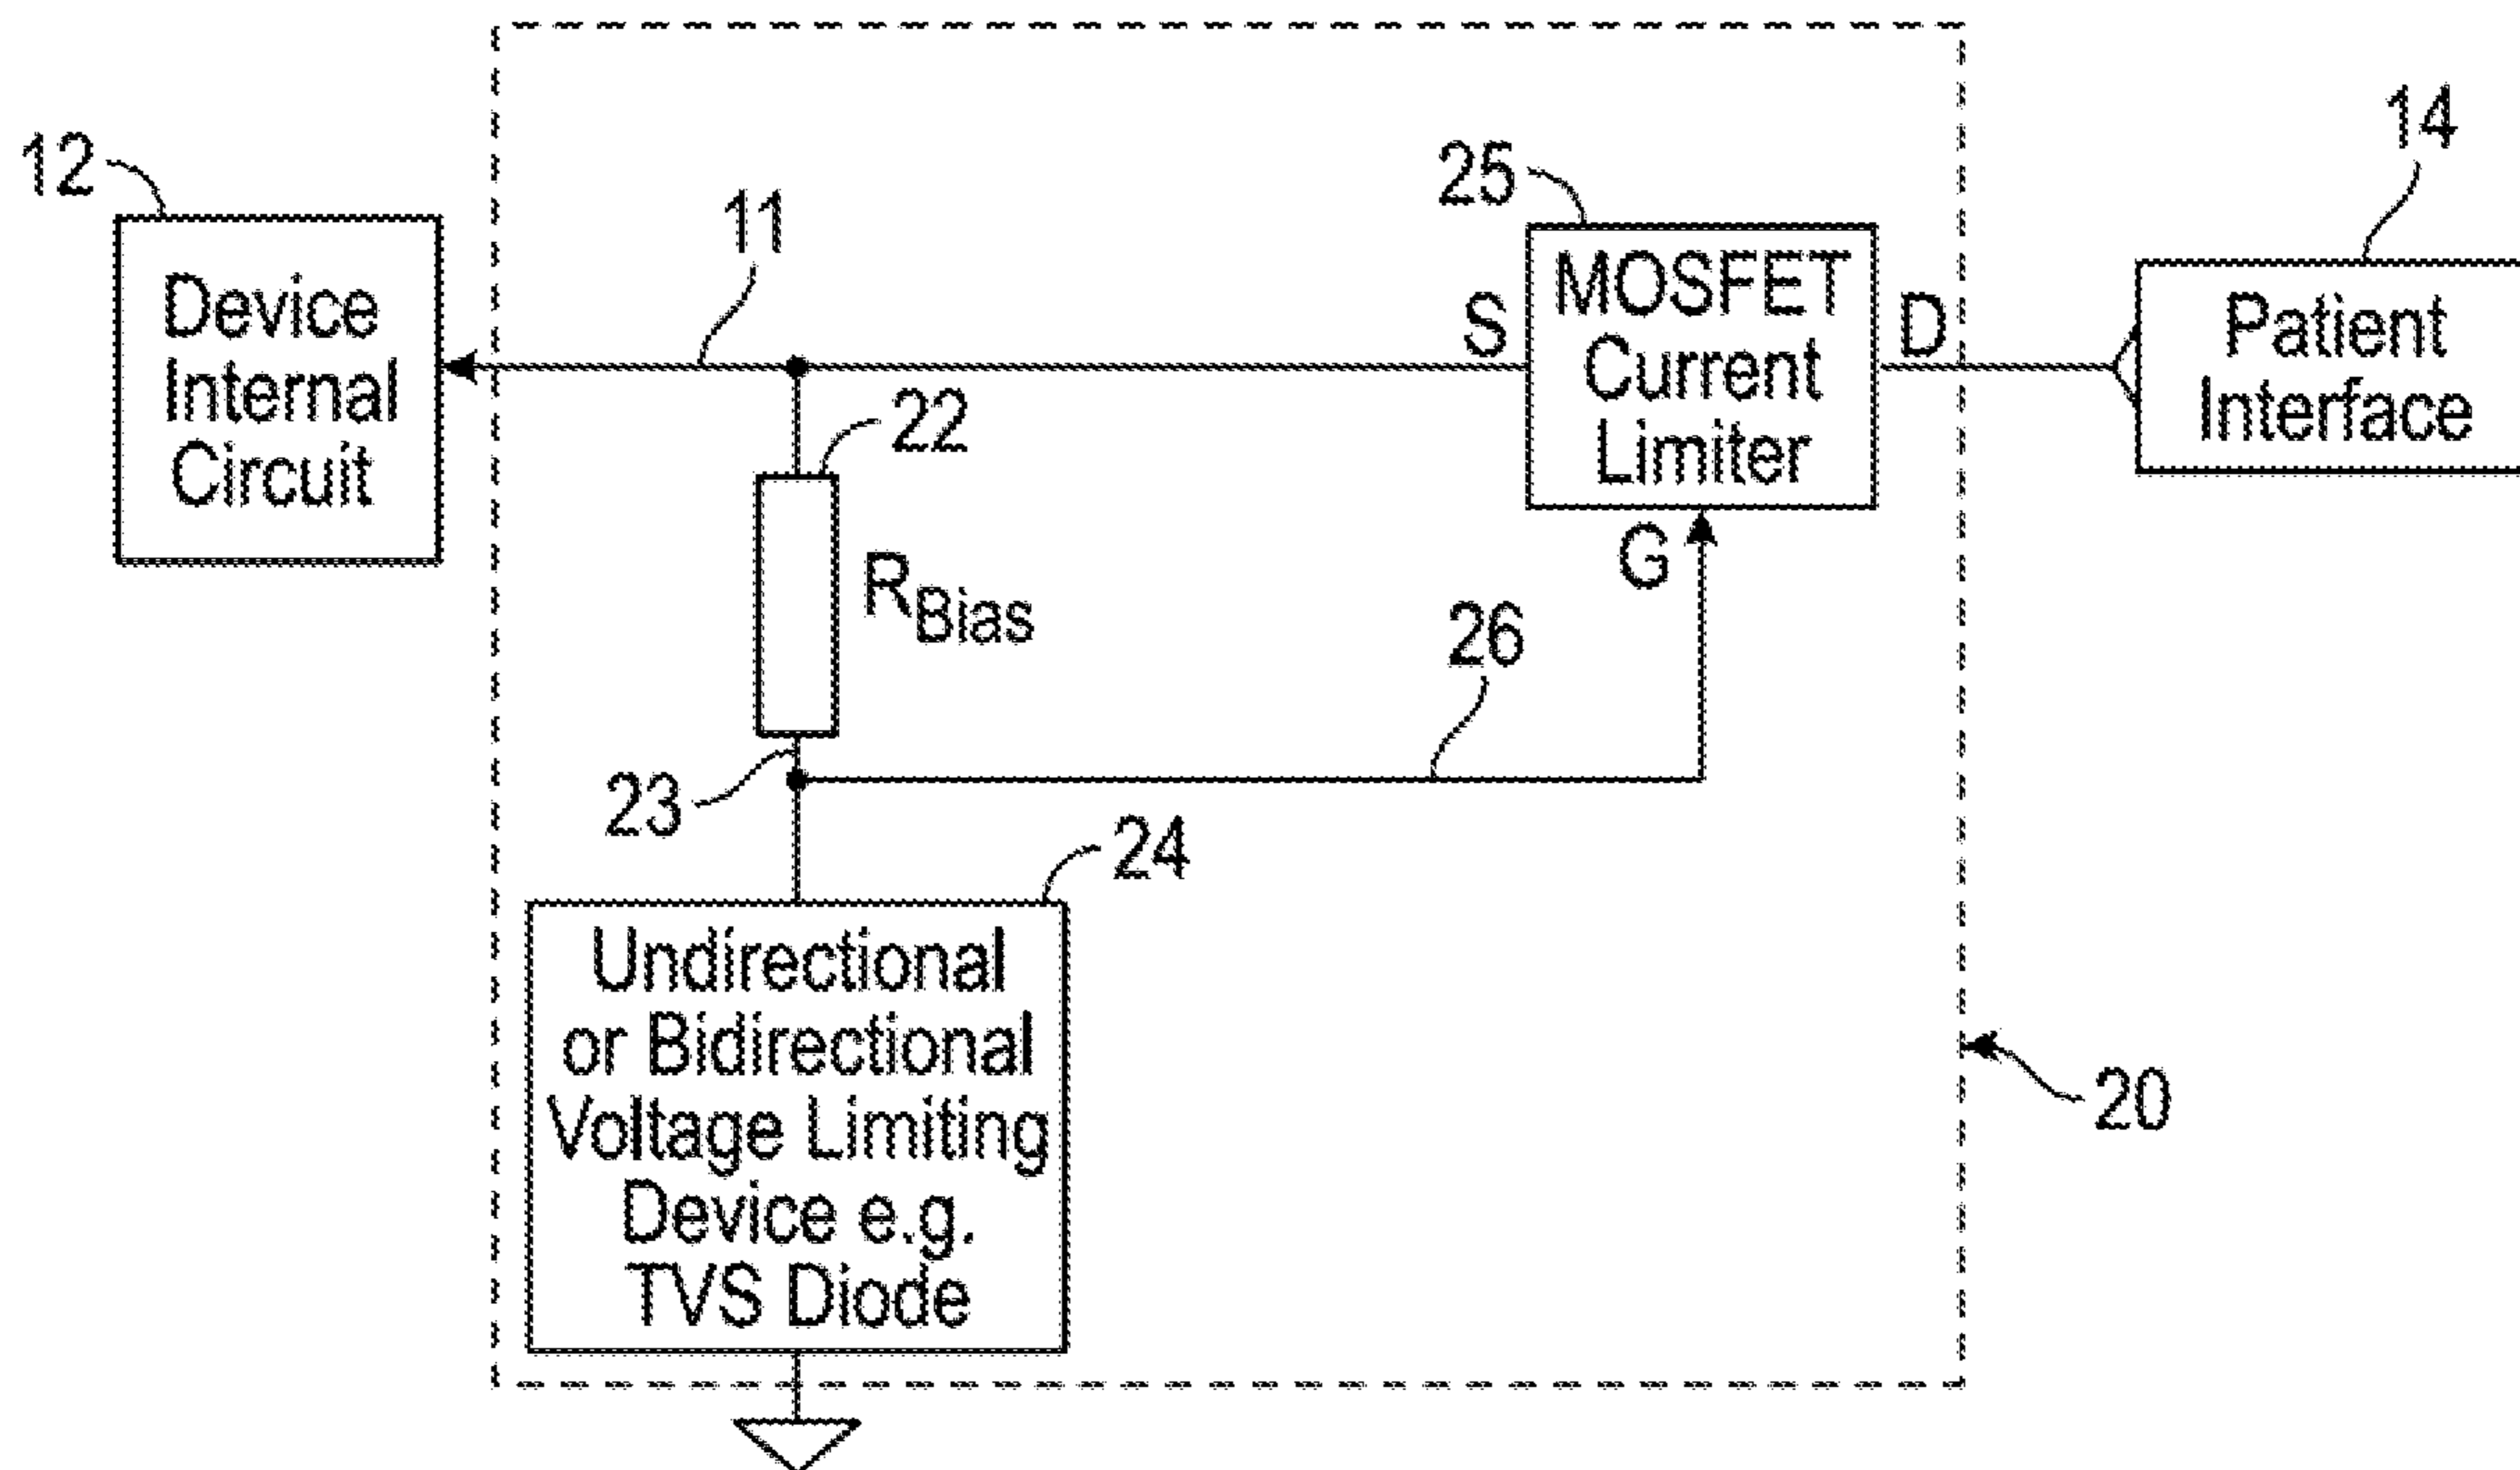 12
Device
Internal
Circuit
11
25
MOSFET
Current
Limiter
S
D
G
14
Patient
Interface
22
RBias
26
23
24
Undirectional
or Bidirectional
Voltage Limiting
Device e.g.
TVS Diode
20